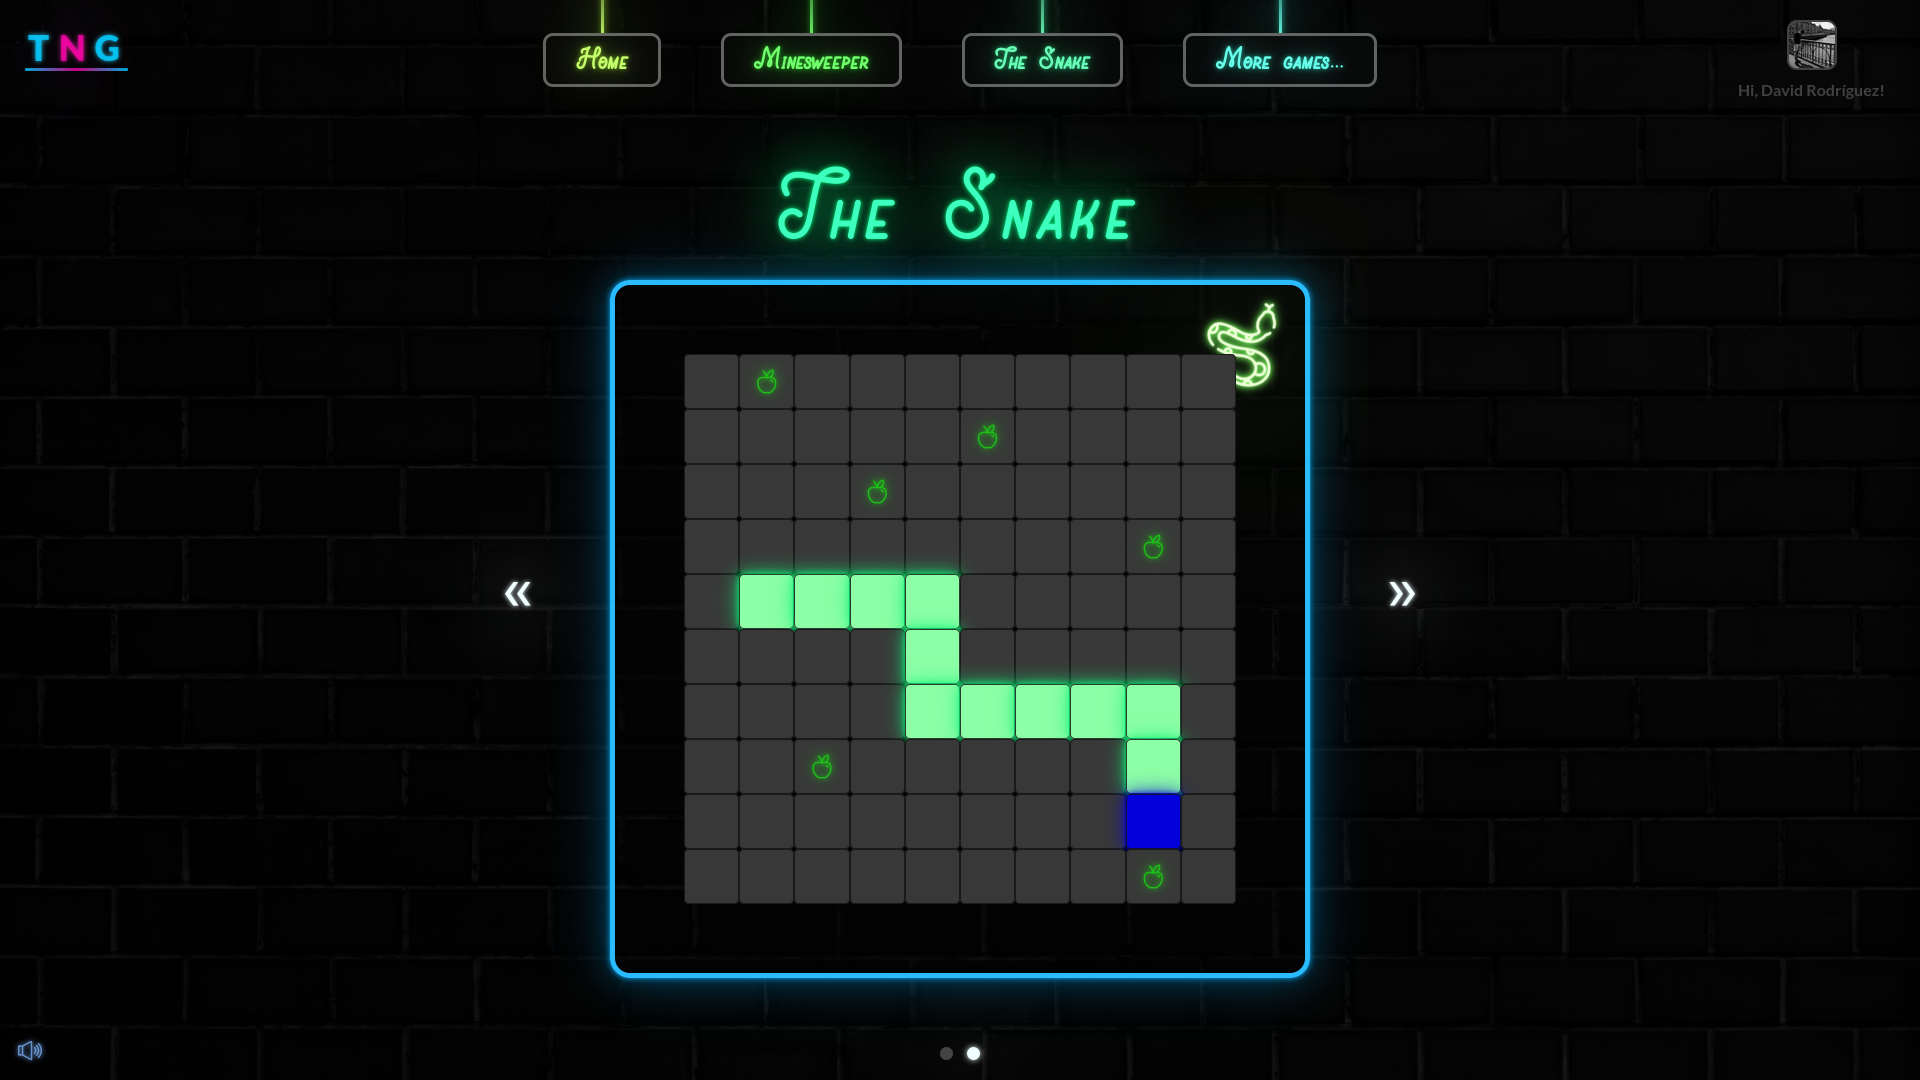 TNG
Home
Minesweeper
The Snake
More games...
Hi, David Rodríguez!
The Snake